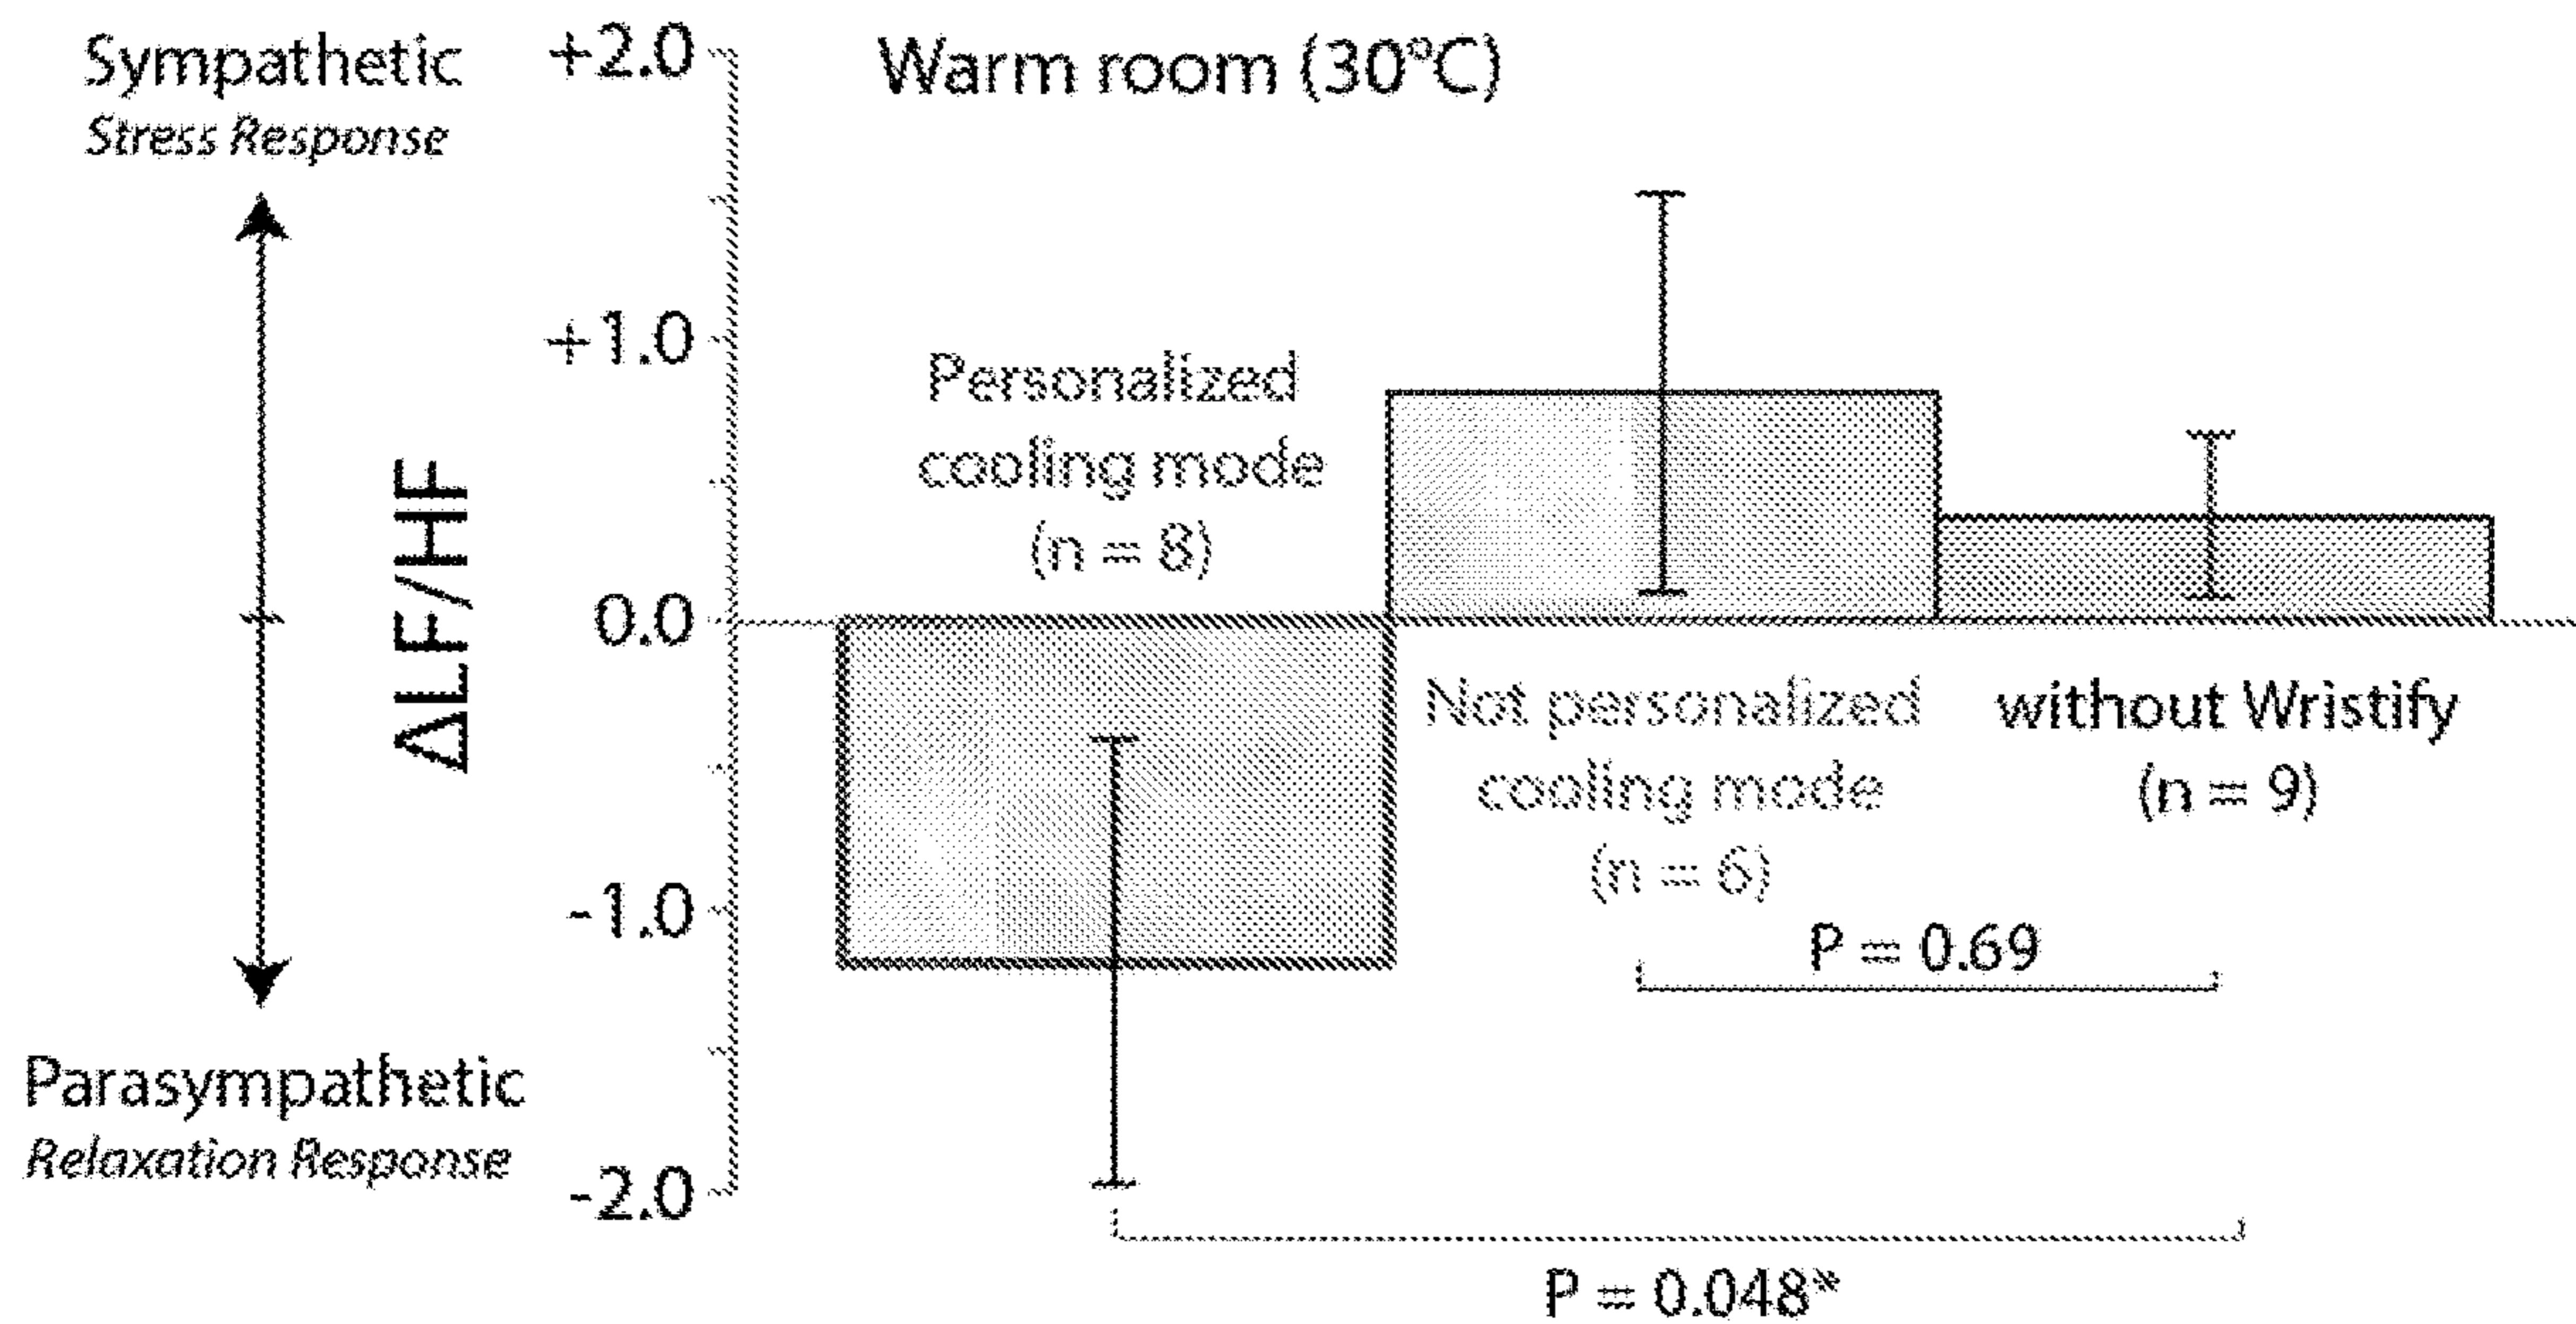 Sympathetic
Stress Response
ΔLF/HF
Parasympathetic
Relaxation Response
+2.0
+1.0
0.0
-1.0
-2.0
Warm room (30°C)
Personalized
cooling mode
(n = 8)
Not personalized
cooling mode
(n = 6)
without Wristify
(n = 9)
P = 0.69
P = 0.048*